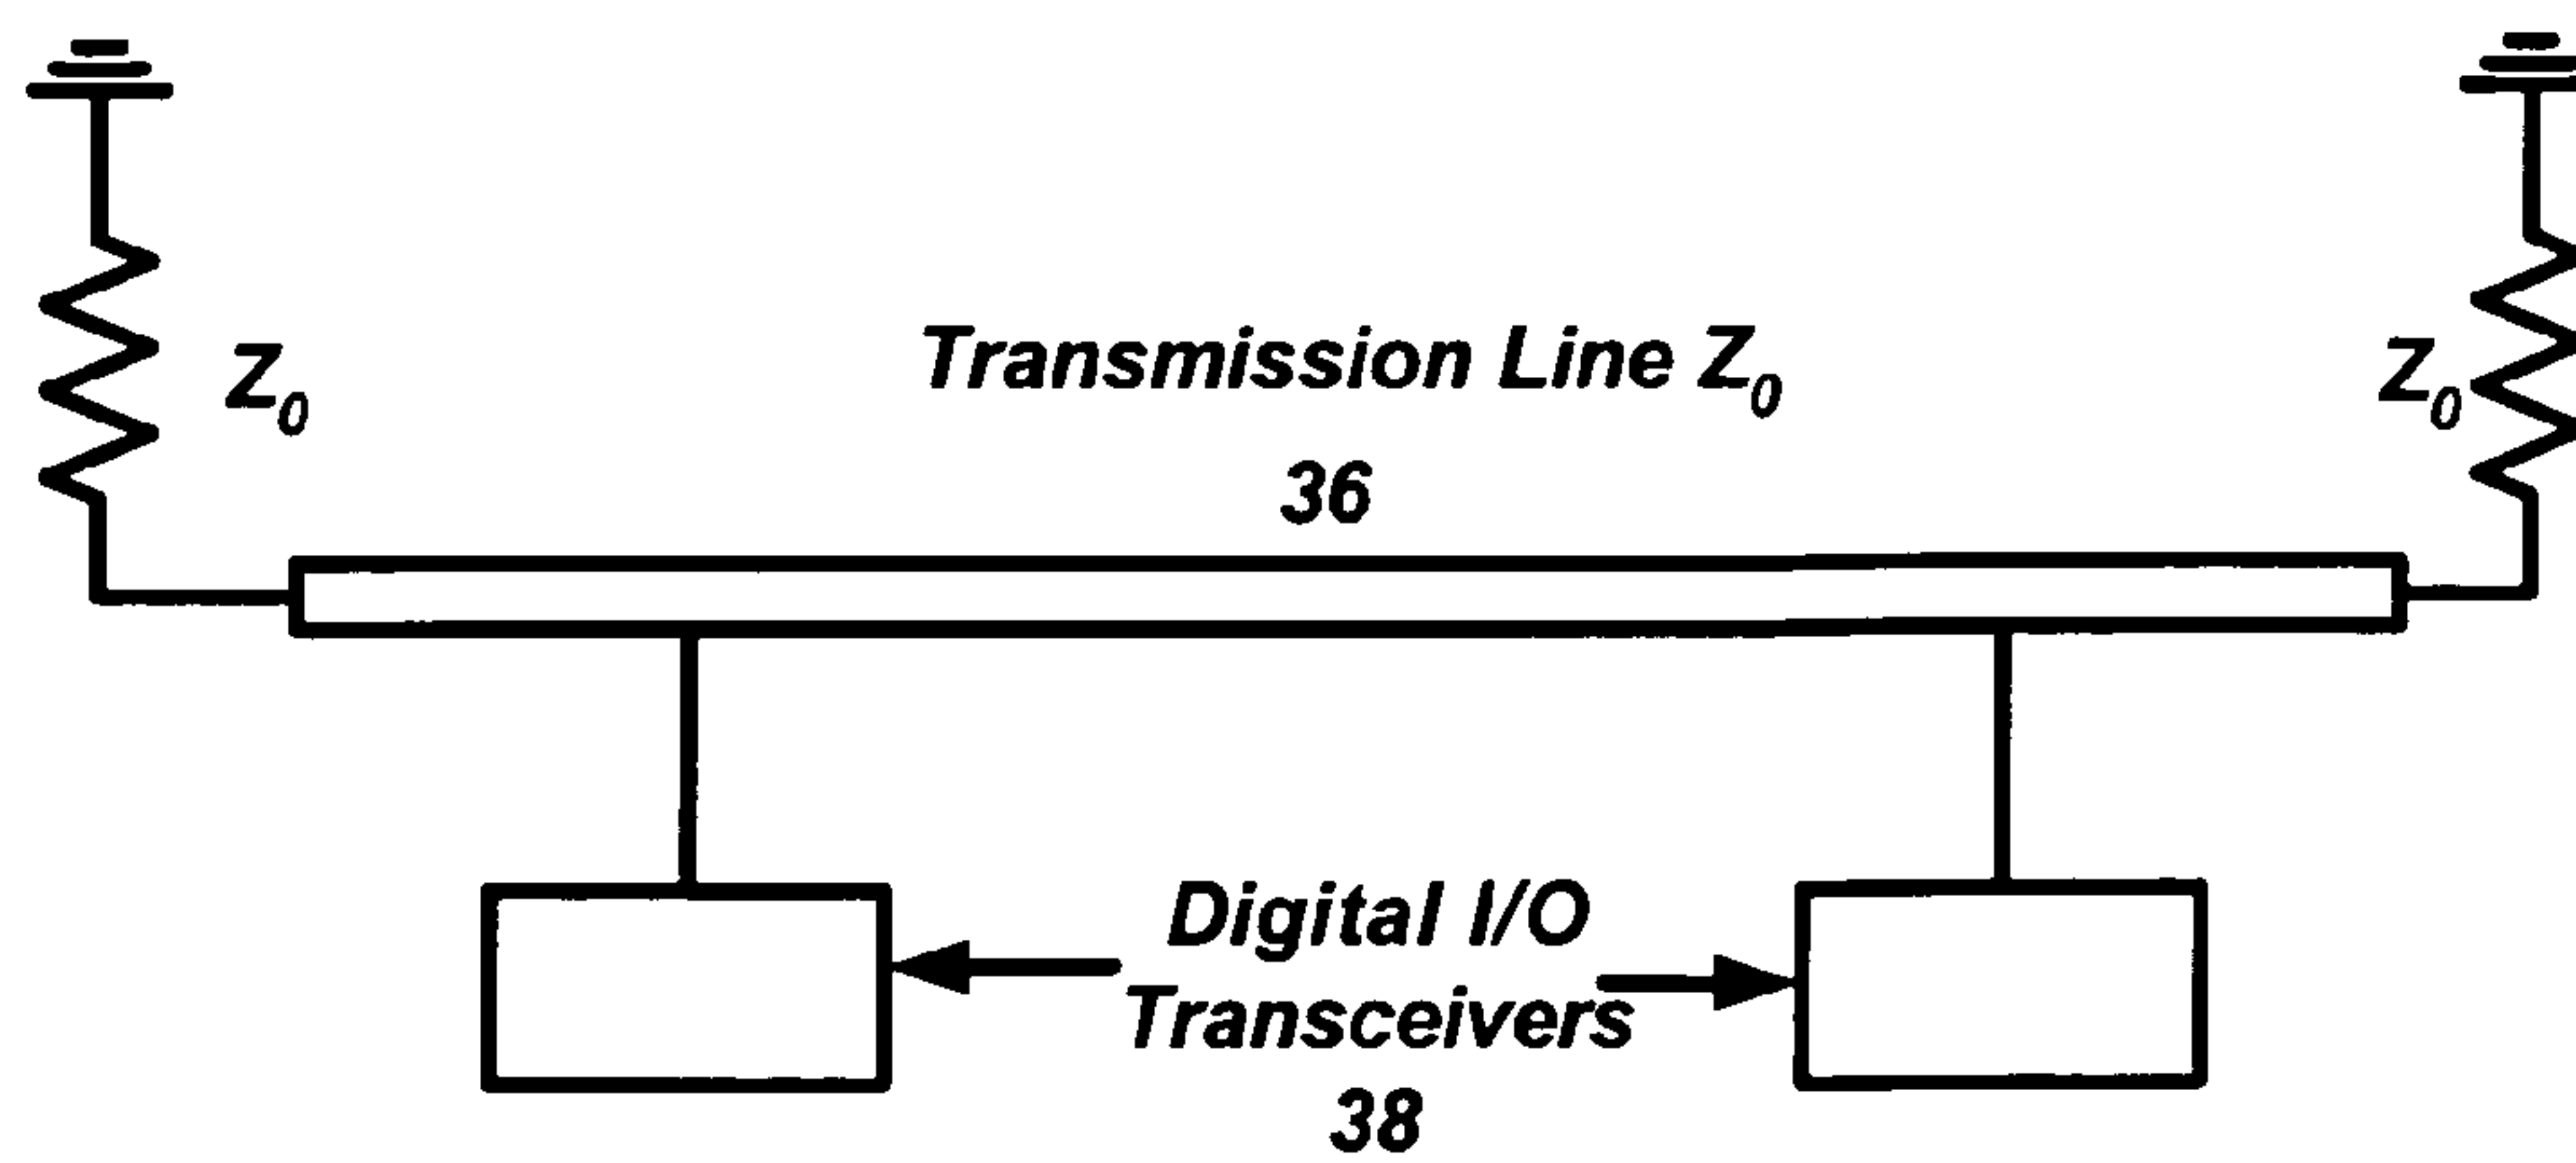 Transmission Line Z₀
Z₀
Z₀
36
Digital I/O
Transceivers
38